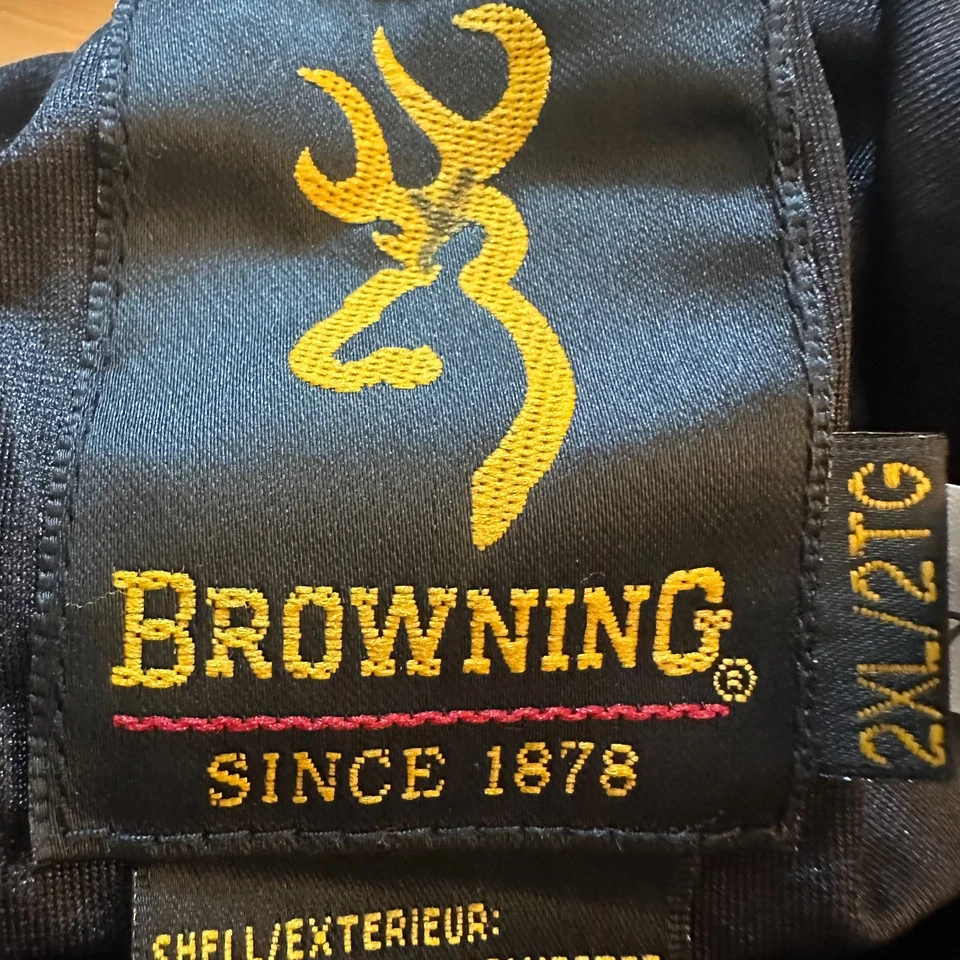 BROWNING®
SINCE 1878
2XL/2TG
SHELL/EXTERIEUR: